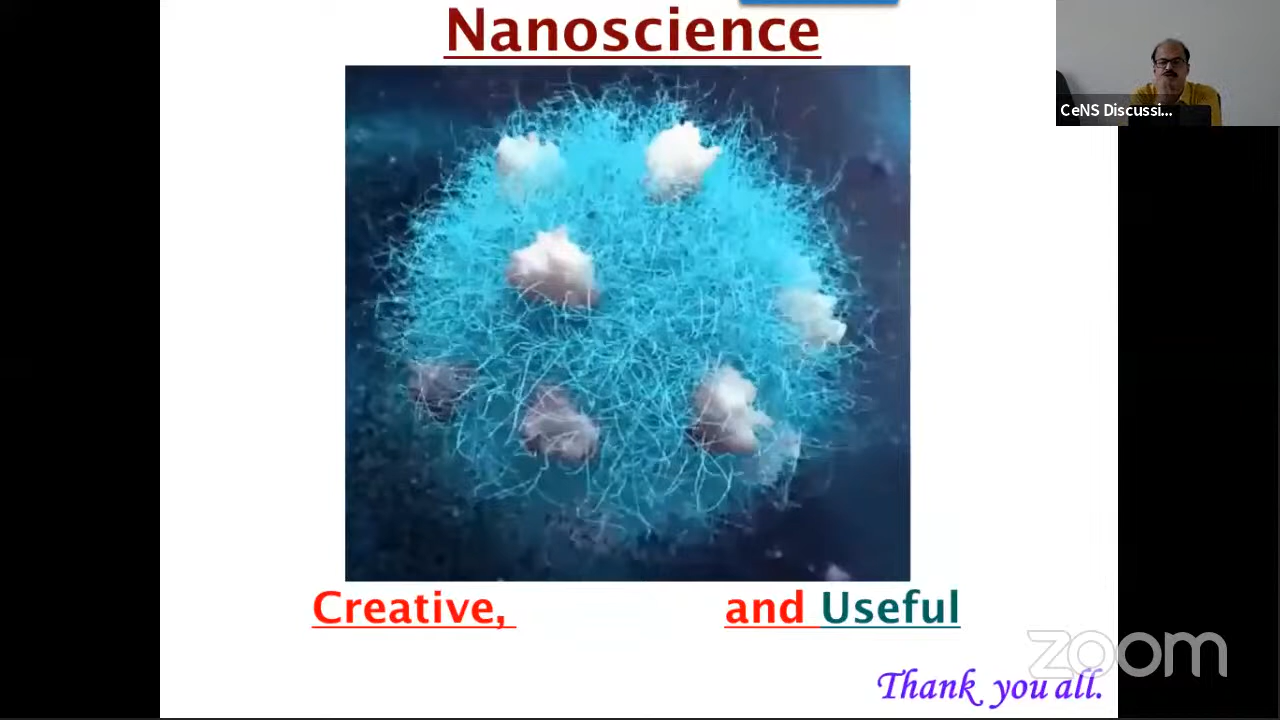 Nanoscience
CeNS Discussi...
Creative, and Useful
zoom
Thank you all.